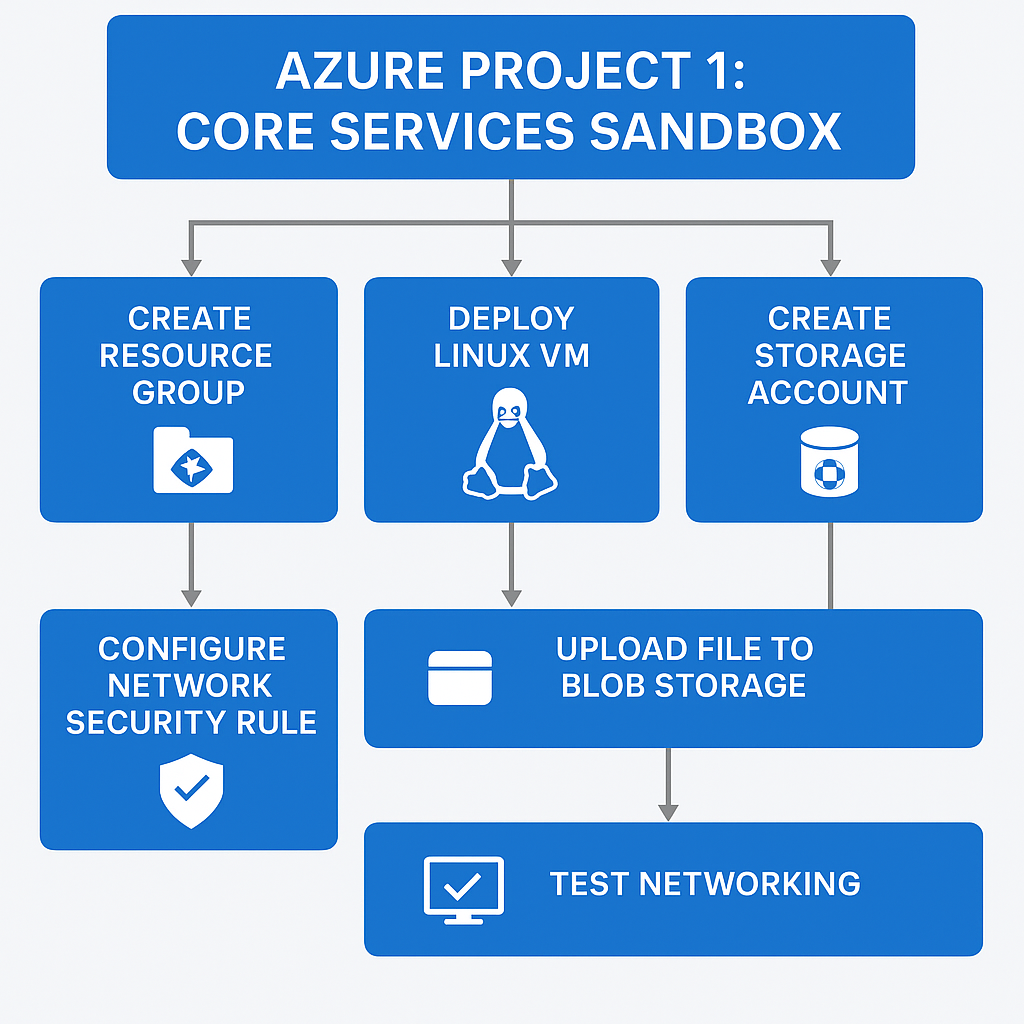 AZURE PROJECT 1:
CORE SERVICES SANDBOX
CREATE
RESOURCE
GROUP
DEPLOY
LINUX VM
CREATE
STORAGE
ACCOUNT
CONFIGURE
NETWORK
SECURITY RULE
UPLOAD FILE TO
BLOB STORAGE
TEST NETWORKING